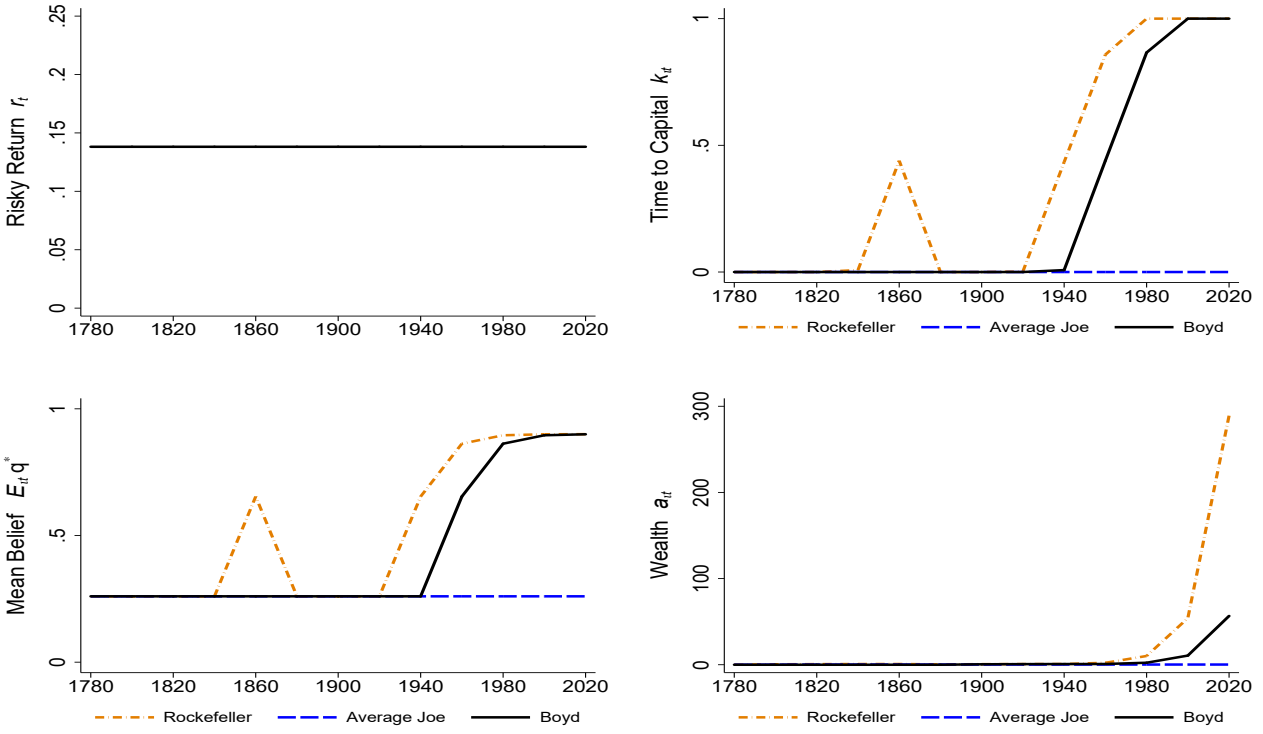 Risky Return r_t
.25
.2
.15
.1
.05
0
1780 1820 1860 1900 1940 1980 2020
Time to Capital k_it
1
.5
0
1780 1820 1860 1900 1940 1980 2020
Rockefeller Average Joe Boyd
Mean Belief E_it q*
1
.5
0
1780 1820 1860 1900 1940 1980 2020
Rockefeller Average Joe Boyd
Wealth a_it
300
200
100
0
1780 1820 1860 1900 1940 1980 2020
Rockefeller Average Joe Boyd